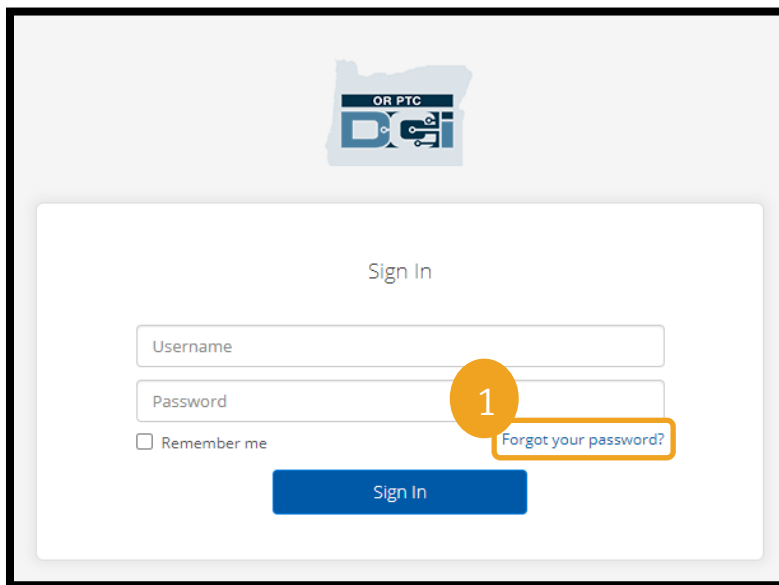 OR PTC
DCi
Sign In
Username
Password
1
Remember me
Forgot your password?
Sign In